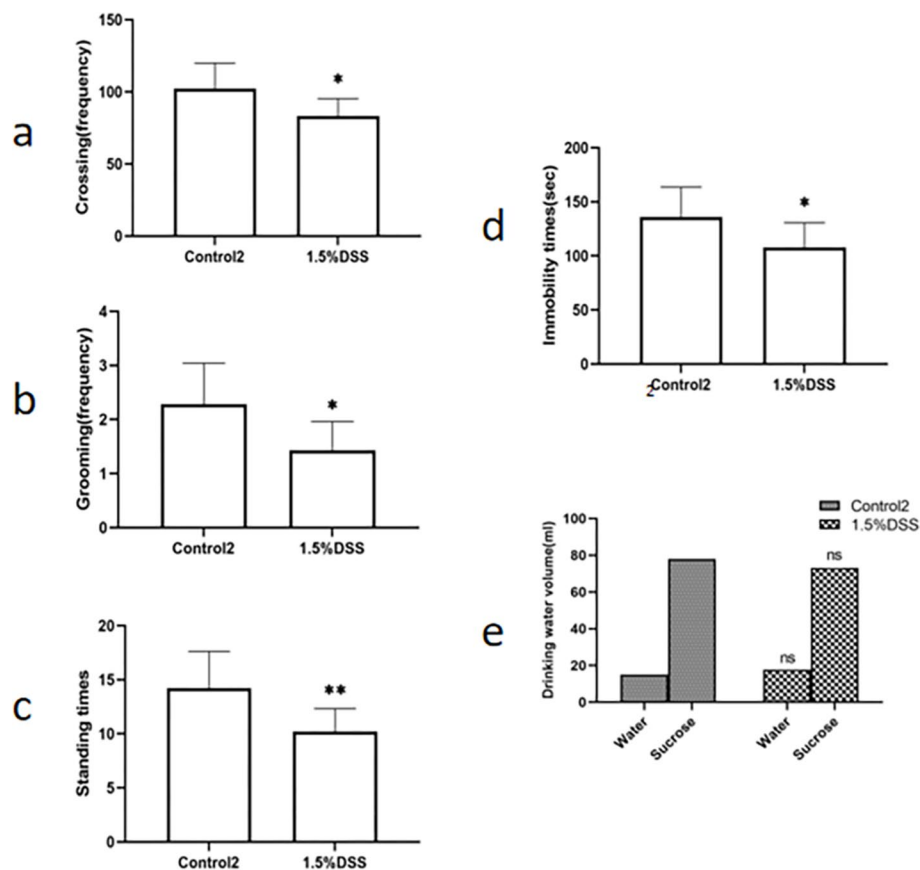 a
Crossing(frequency)
150
100
50
0
*
Control2
1.5%DSS
b
Grooming(frequency)
4
3
2
1
0
*
Control2
1.5%DSS
c
Standing times
20
15
10
5
0
**
Control2
1.5%DSS
d
Immobility times(sec)
200
150
100
50
0
*
2
Control2
1.5%DSS
e
Control2
1.5%DSS
Drinking water volume(ml)
100
80
60
40
20
0
ns
ns
Water
Sucrose
Water
Sucrose